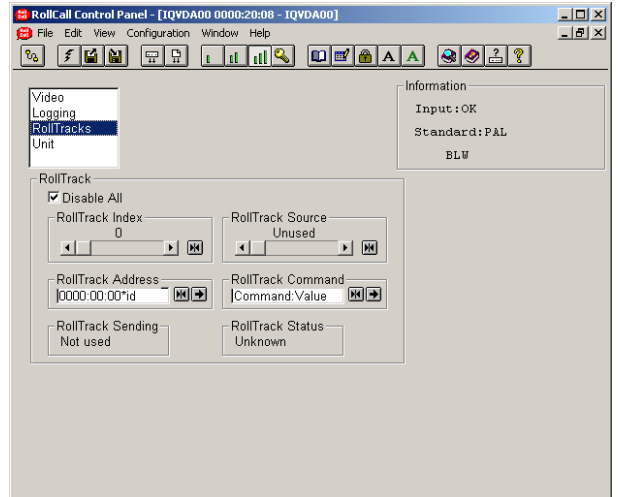 RollCall Control Panel - [IQVDA00 0000:20:08 - IQVDA00]
File Edit View Configuration Window Help
A A ? ?
Video
Logging
RollTracks
Unit
Information
Input:OK
Standard:PAL
BLW
RollTrack
Disable All
RollTrack Index
0
RollTrack Source
Unused
RollTrack Address
0000:00:00*id
RollTrack Command
Command:Value
RollTrack Sending
Not used
RollTrack Status
Unknown